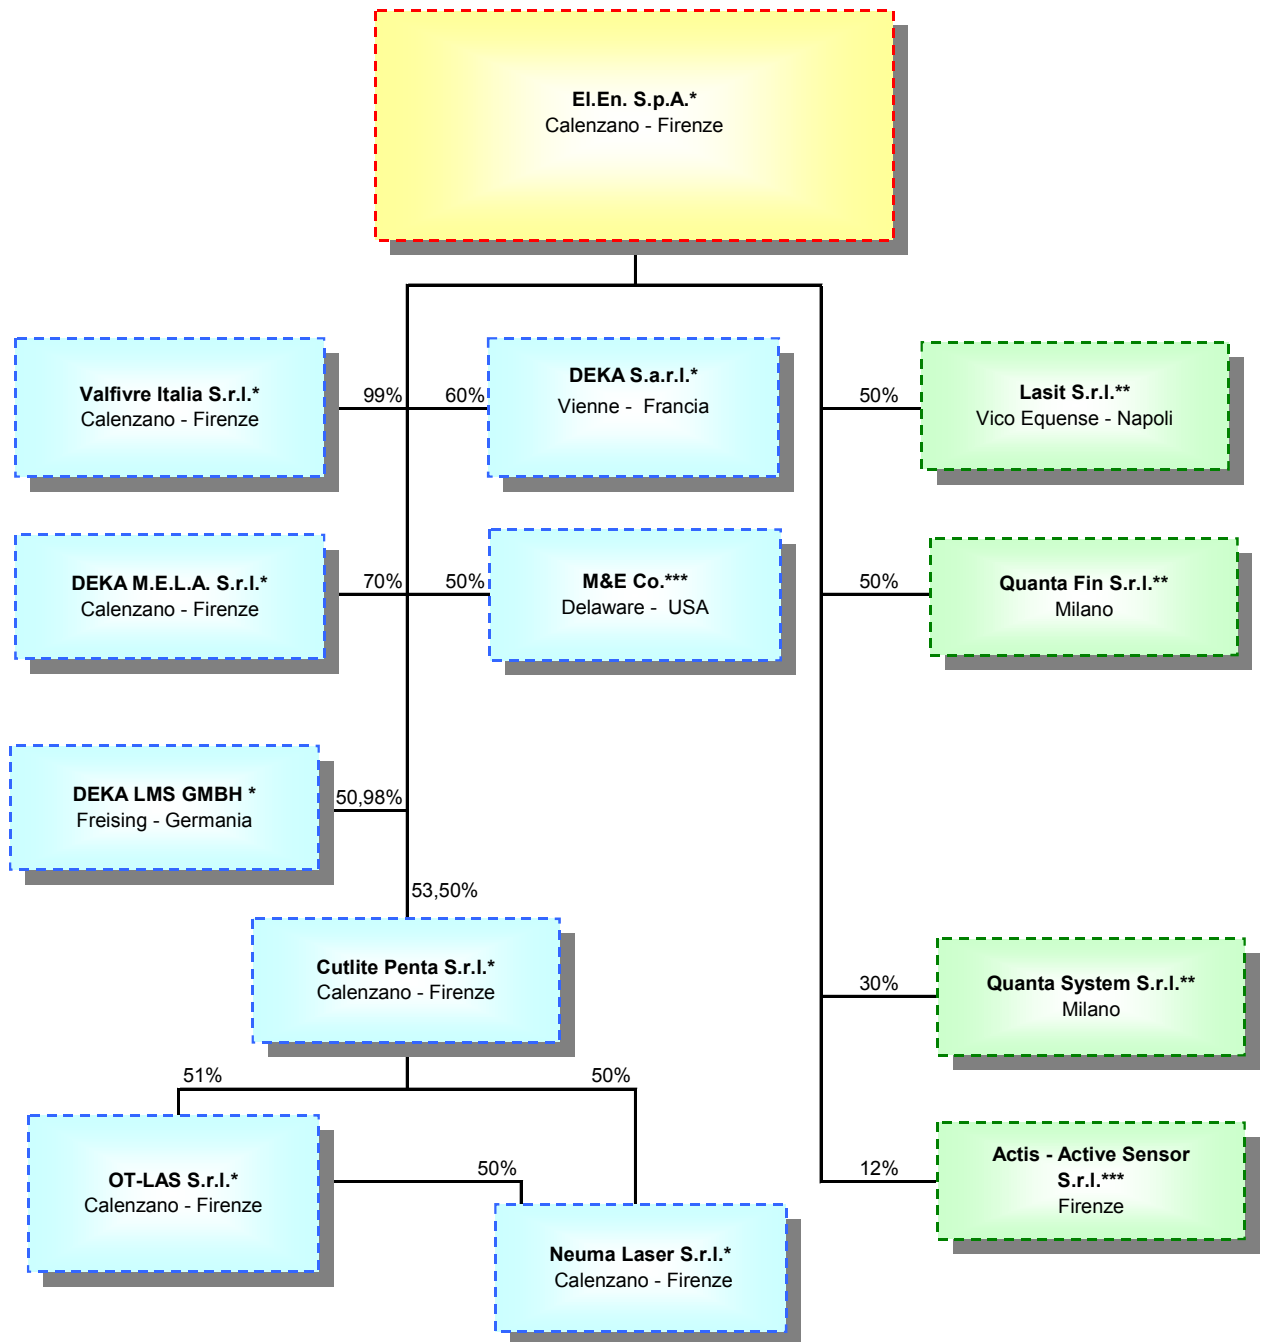 El.En. S.p.A.*
Calenzano - Firenze
Valfivre Italia S.r.l.*
Calenzano - Firenze
99%
60%
DEKA S.a.r.l.*
Vienne - Francia
50%
Lasit S.r.l.**
Vico Equense - Napoli
DEKA M.E.L.A. S.r.l.*
Calenzano - Firenze
70%
50%
M&E Co.***
Delaware - USA
50%
Quanta Fin S.r.l.**
Milano
DEKA LMS GMBH *
Freising - Germania
50,98%
53,50%
Cutlite Penta S.r.l.*
Calenzano - Firenze
30%
Quanta System S.r.l.**
Milano
51%
50%
OT-LAS S.r.l.*
Calenzano - Firenze
50%
12%
Actis - Active Sensor
S.r.l.***
Firenze
Neuma Laser S.r.l.*
Calenzano - Firenze